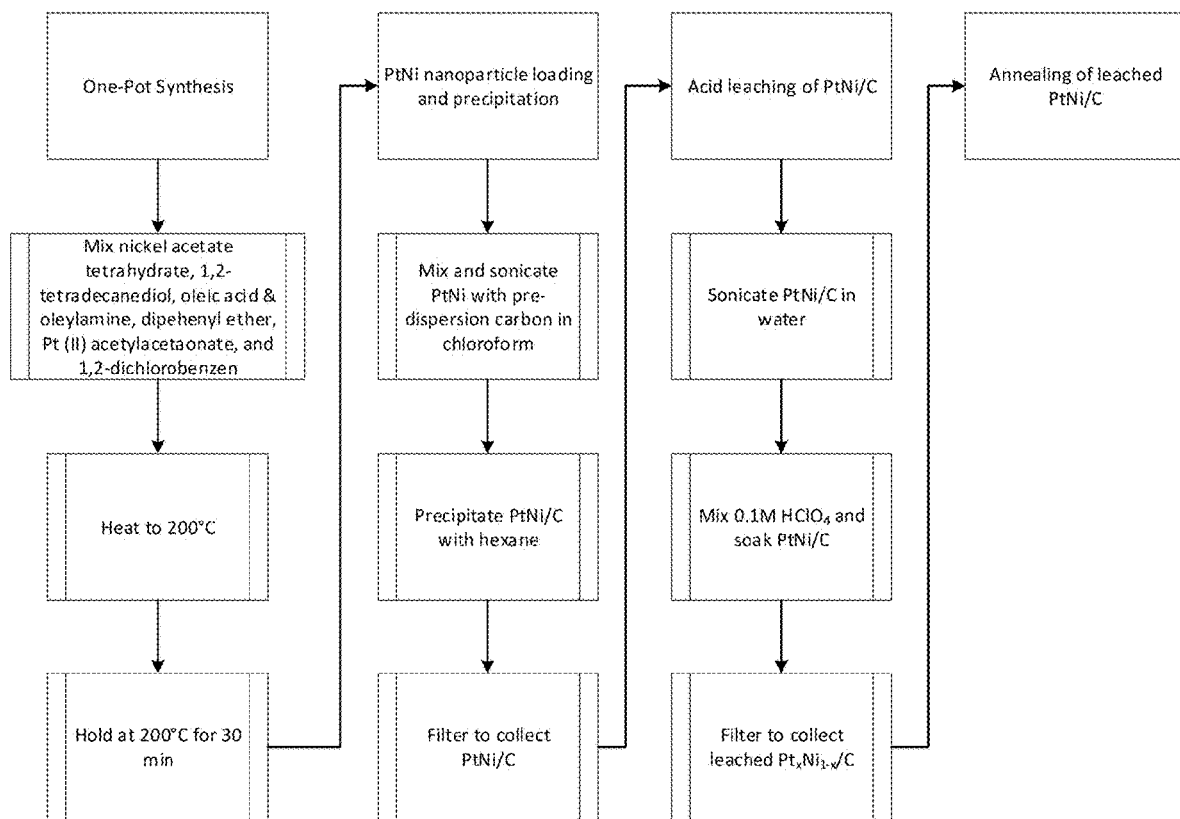 One-Pot Synthesis
Mix nickel acetate
tetrahydrate, 1,2-
tetradecanediol, oleic acid &
oleylamine, dipehenyl ether,
Pt (II) acetylacetaonate, and
1,2-dichlorobenzen
Heat to 200°C
Hold at 200°C for 30
min
PtNi nanoparticle loading
and precipitation
Mix and sonicate
PtNi with pre-
dispersion carbon in
chloroform
Precipitate PtNi/C
with hexane
Filter to collect
PtNi/C
Acid leaching of PtNi/C
Sonicate PtNi/C in
water
Mix 0.1M HClO₄ and
soak PtNi/C
Filter to collect
leached PtₓNi₁₋ₓ/C
Annealing of leached
PtNi/C